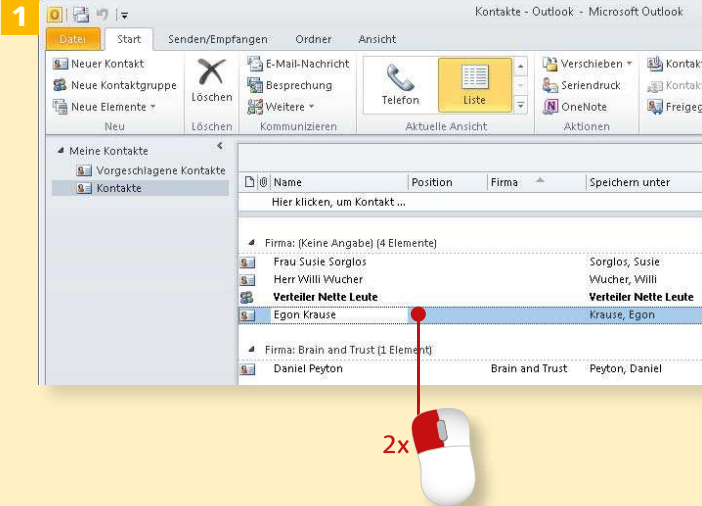 1
Kontakte - Outlook - Microsoft Outlook
Datei Start Senden/Empfangen Ordner Ansicht
Neuer Kontakt
Neue Kontaktgruppe
Neue Elemente
Neu
Löschen
Löschen
E-Mail-Nachricht
Besprechung
Weitere
Kommunizieren
Telefon
Liste
Aktuelle Ansicht
Verschieben
Seriendruck
OneNote
Aktionen
Kontakt
Kontakt
Freigeg
Meine Kontakte
Vorgeschlagene Kontakte
Kontakte
Name Position Firma Speichern unter
Hier klicken, um Kontakt ...
Firma: (Keine Angabe) (4 Elemente)
Frau Susie Sorglos Sorglos, Susie
Herr Willi Wucher Wucher, Willi
Verteiler Nette Leute Verteiler Nette Leute
Egon Krause Krause, Egon
Firma: Brain and Trust (1 Element)
Daniel Peyton Brain and Trust Peyton, Daniel
2x